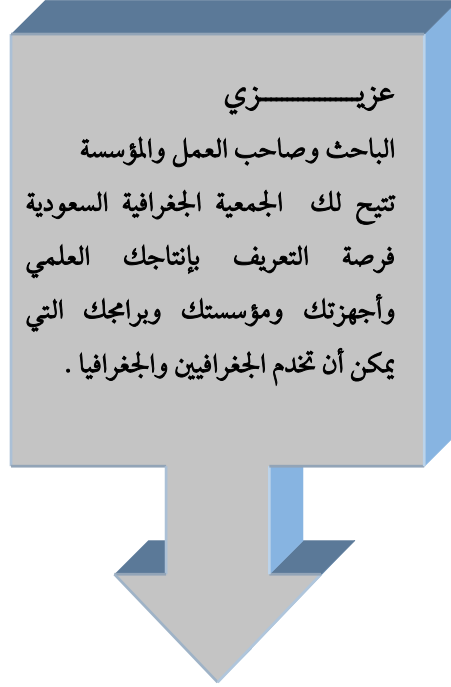 عزيــــــــــزي
الباحث وصاحب العمل والمؤسسة
تتيح لك الجمعية الجغرافية السعودية
فرصة التعريف بإنتاجك العلمي
وأجهزتك ومؤسستك وبرامجك التي
يمكن أن تخدم الجغرافيين والجغرافيا .